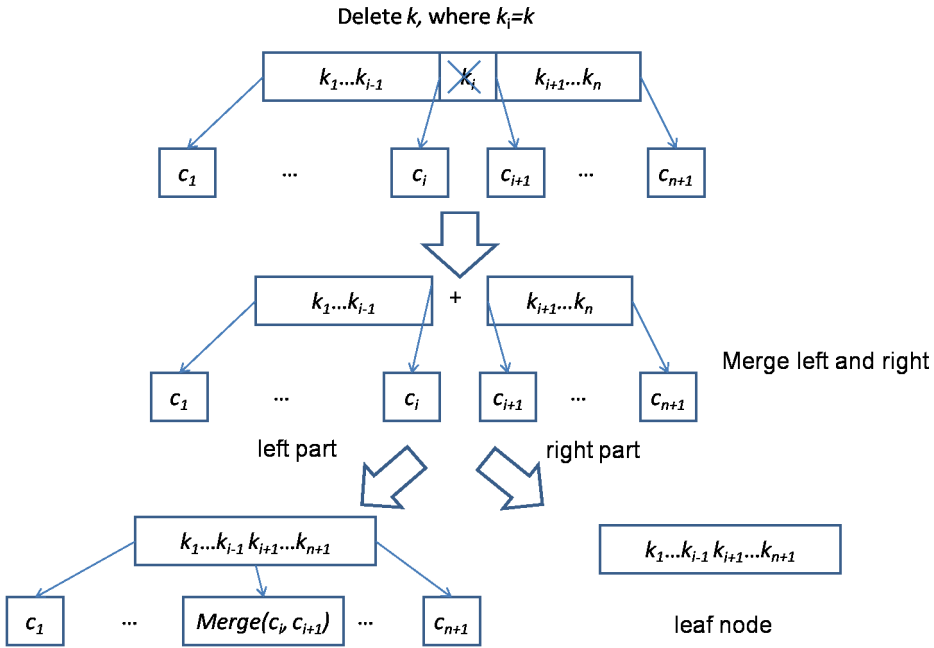 Delete k, where kᵢ=k
k₁...kᵢ₋₁ kᵢ kᵢ₊₁...kₙ
c₁ ... cᵢ cᵢ₊₁ ... cₙ₊₁
k₁...kᵢ₋₁ + kᵢ₊₁...kₙ
Merge left and right
c₁ ... cᵢ cᵢ₊₁ ... cₙ₊₁
left part right part
k₁...kᵢ₋₁ kᵢ₊₁...kₙ₊₁ k₁...kᵢ₋₁ kᵢ₊₁...kₙ₊₁
c₁ ... Merge(cᵢ, cᵢ₊₁) ... cₙ₊₁ leaf node